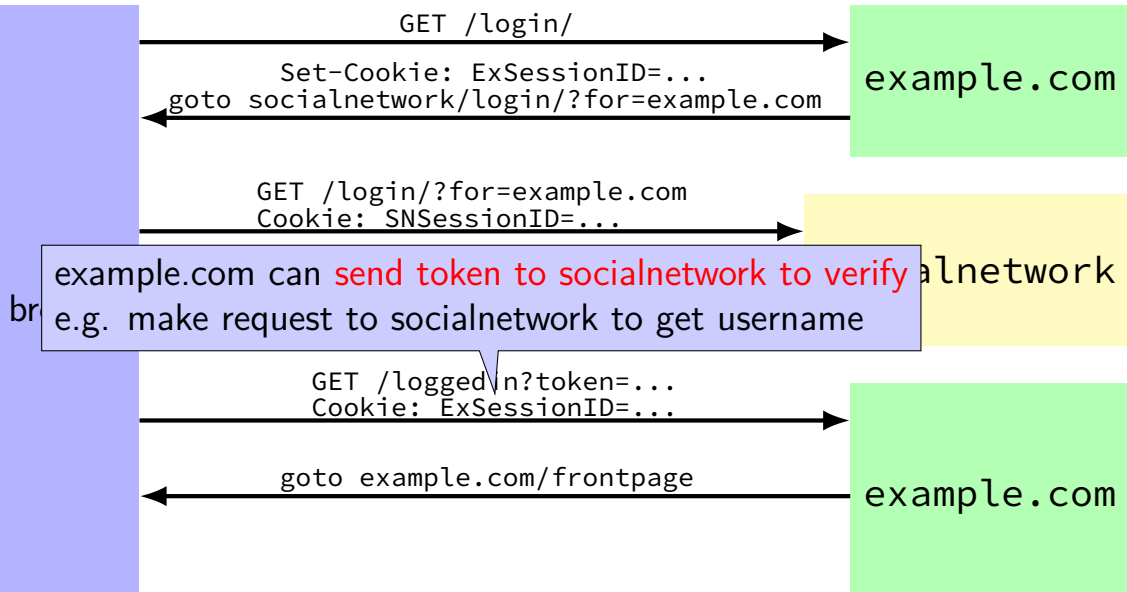 GET /login/
example.com
Set-Cookie: ExSessionID=...
goto socialnetwork/login/?for=example.com
GET /login/?for=example.com
Cookie: SNSessionID=...
example.com can send token to socialnetwork to verify
e.g. make request to socialnetwork to get username
GET /loggedin?token=...
Cookie: ExSessionID=...
goto example.com/frontpage
example.com